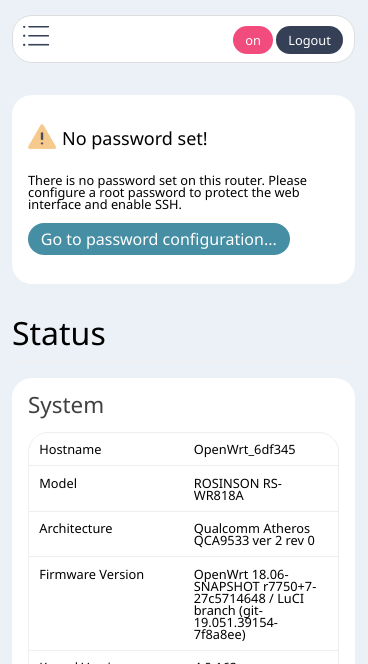 on
Logout
No password set!
There is no password set on this router. Please
configure a root password to protect the web
interface and enable SSH.
Go to password configuration...
Status
System
Hostname
OpenWrt_6df345
Model
ROSINSON RS-
WR818A
Architecture
Qualcomm Atheros
QCA9533 ver 2 rev 0
Firmware Version
OpenWrt 18.06-
SNAPSHOT r7750+7-
27c5714648 / LuCI
branch (git-
19.051.39154-
7f8a8ee)